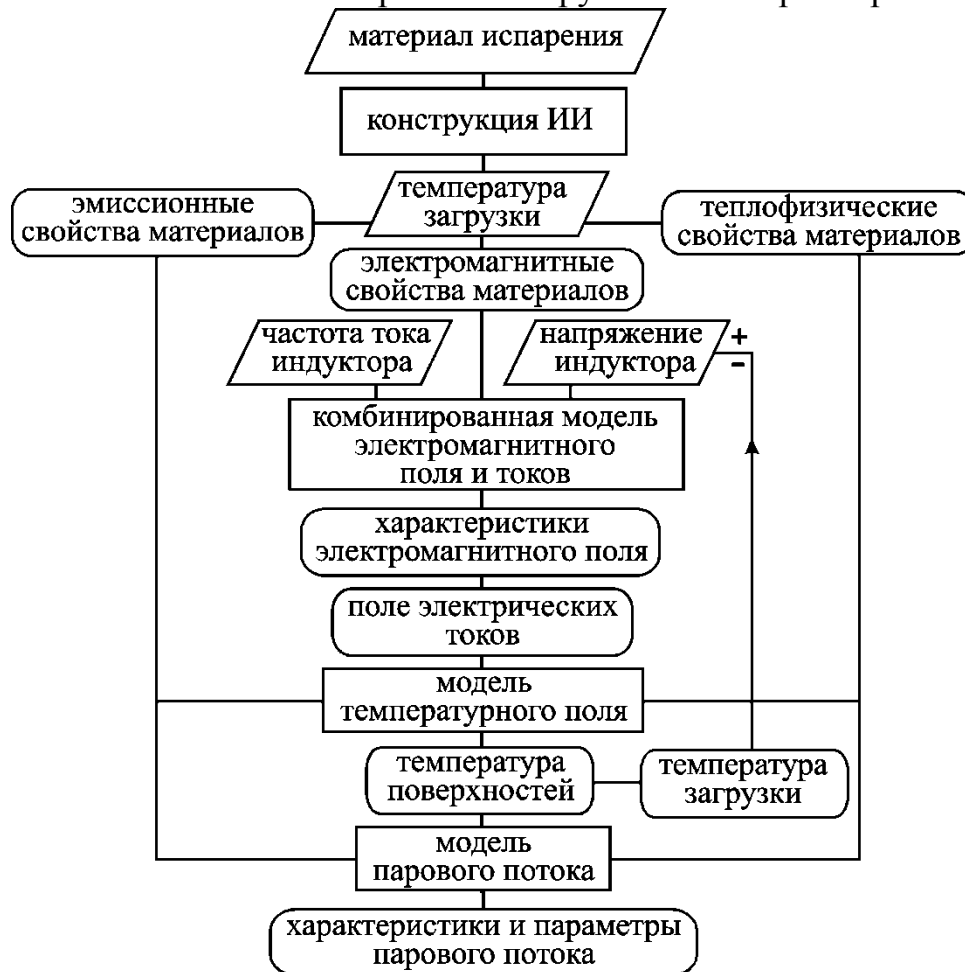 материал испарения
конструкция ИИ
температура
загрузки
эмиссионные
свойства материалов
теплофизические
свойства материалов
электромагнитные
свойства материалов
частота тока
индуктора
напряжение
индуктора
+
-
комбинированная модель
электромагнитного
поля и токов
характеристики
электромагнитного поля
поле электрических
токов
модель
температурного поля
температура
поверхностей
температура
загрузки
модель
парового потока
характеристики и параметры
парового потока